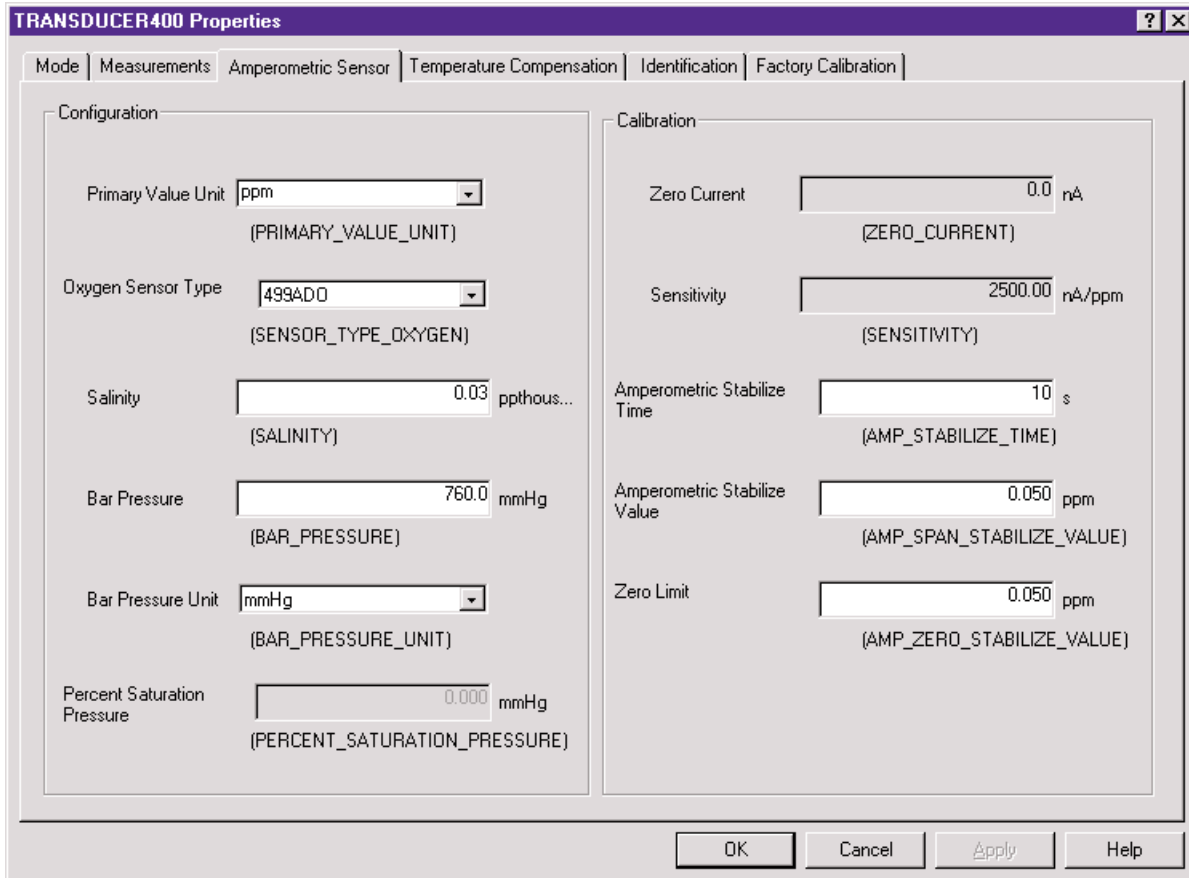 TRANSDUCER400 Properties
Mode Measurements Amperometric Sensor Temperature Compensation Identification Factory Calibration
Configuration
Primary Value Unit ppm
(PRIMARY_VALUE_UNIT)
Oxygen Sensor Type 499ADO
(SENSOR_TYPE_OXYGEN)
Salinity 0.03 ppthous...
(SALINITY)
Bar Pressure 760.0 mmHg
(BAR_PRESSURE)
Bar Pressure Unit mmHg
(BAR_PRESSURE_UNIT)
Percent Saturation
Pressure 0.000 mmHg
(PERCENT_SATURATION_PRESSURE)
Calibration
Zero Current 0.0 nA
(ZERO_CURRENT)
Sensitivity 2500.00 nA/ppm
(SENSITIVITY)
Amperometric Stabilize
Time 10 s
(AMP_STABILIZE_TIME)
Amperometric Stabilize
Value 0.050 ppm
(AMP_SPAN_STABILIZE_VALUE)
Zero Limit 0.050 ppm
(AMP_ZERO_STABILIZE_VALUE)
OK Cancel Apply Help